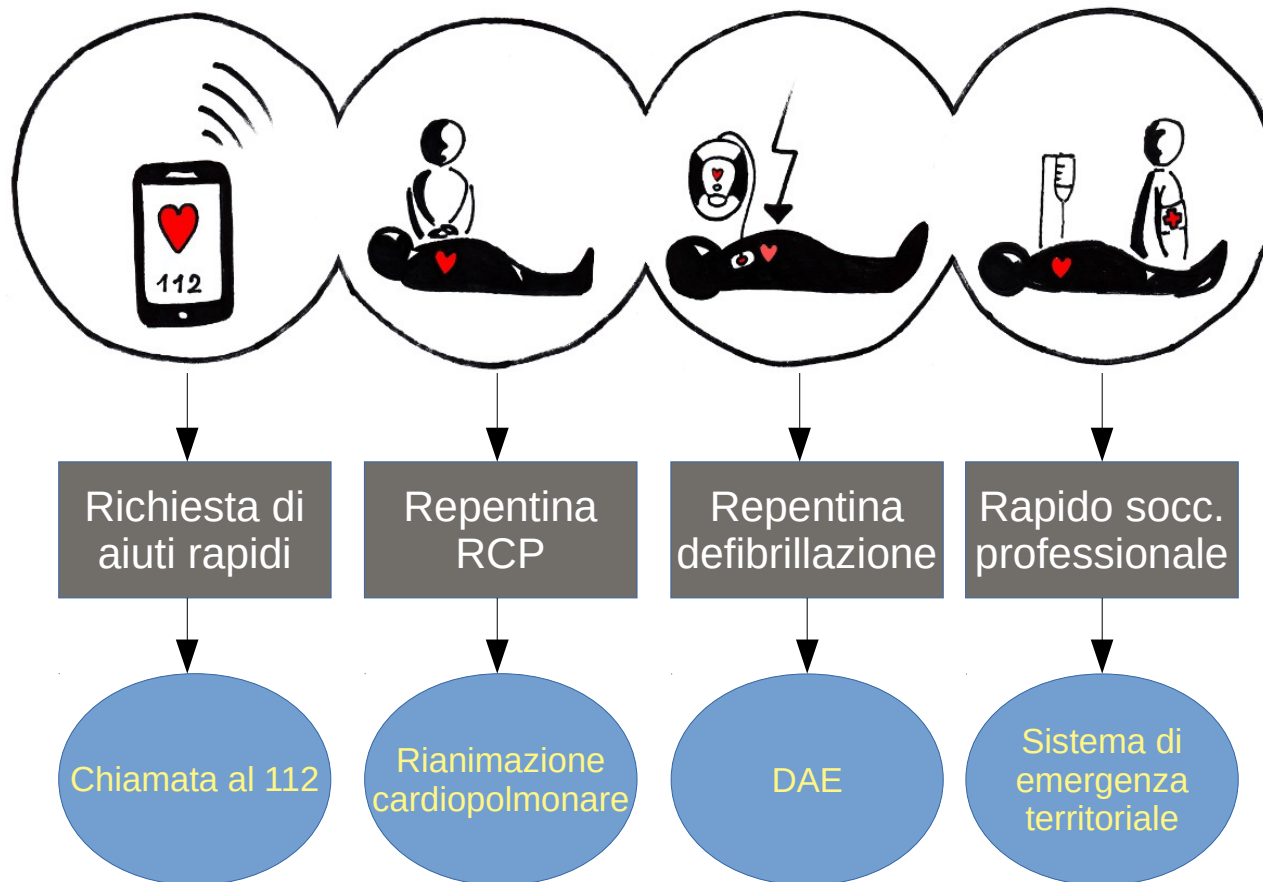 112
Richiesta di
aiuti rapidi
Repentina
RCP
Repentina
defibrillazione
Rapido socc.
professionale
Chiamata al 112
Rianimazione
cardiopolmonare
DAE
Sistema di
emergenza
territoriale